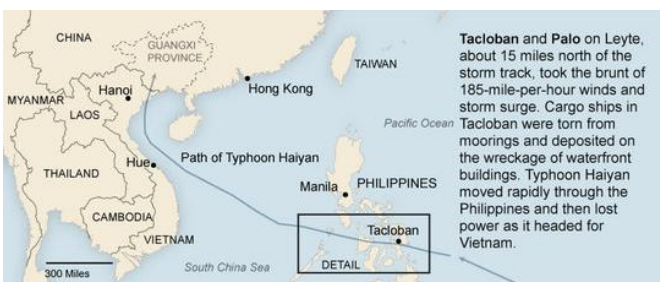 CHINA
GUANGXI
PROVINCE
TAIWAN
Hanoi
Hong Kong
MYANMAR
LAOS
Pacific Ocean
Hue
Path of Typhoon Haiyan
THAILAND
Manila
PHILIPPINES
CAMBODIA
Tacloban
VIETNAM
South China Sea
DETAIL
300 Miles
Tacloban and Palo on Leyte,
about 15 miles north of the
storm track, took the brunt of
185-mile-per-hour winds and
storm surge. Cargo ships in
Tacloban were torn from
moorings and deposited on
the wreckage of waterfront
buildings. Typhoon Haiyan
moved rapidly through the
Philippines and then lost
power as it headed for
Vietnam.